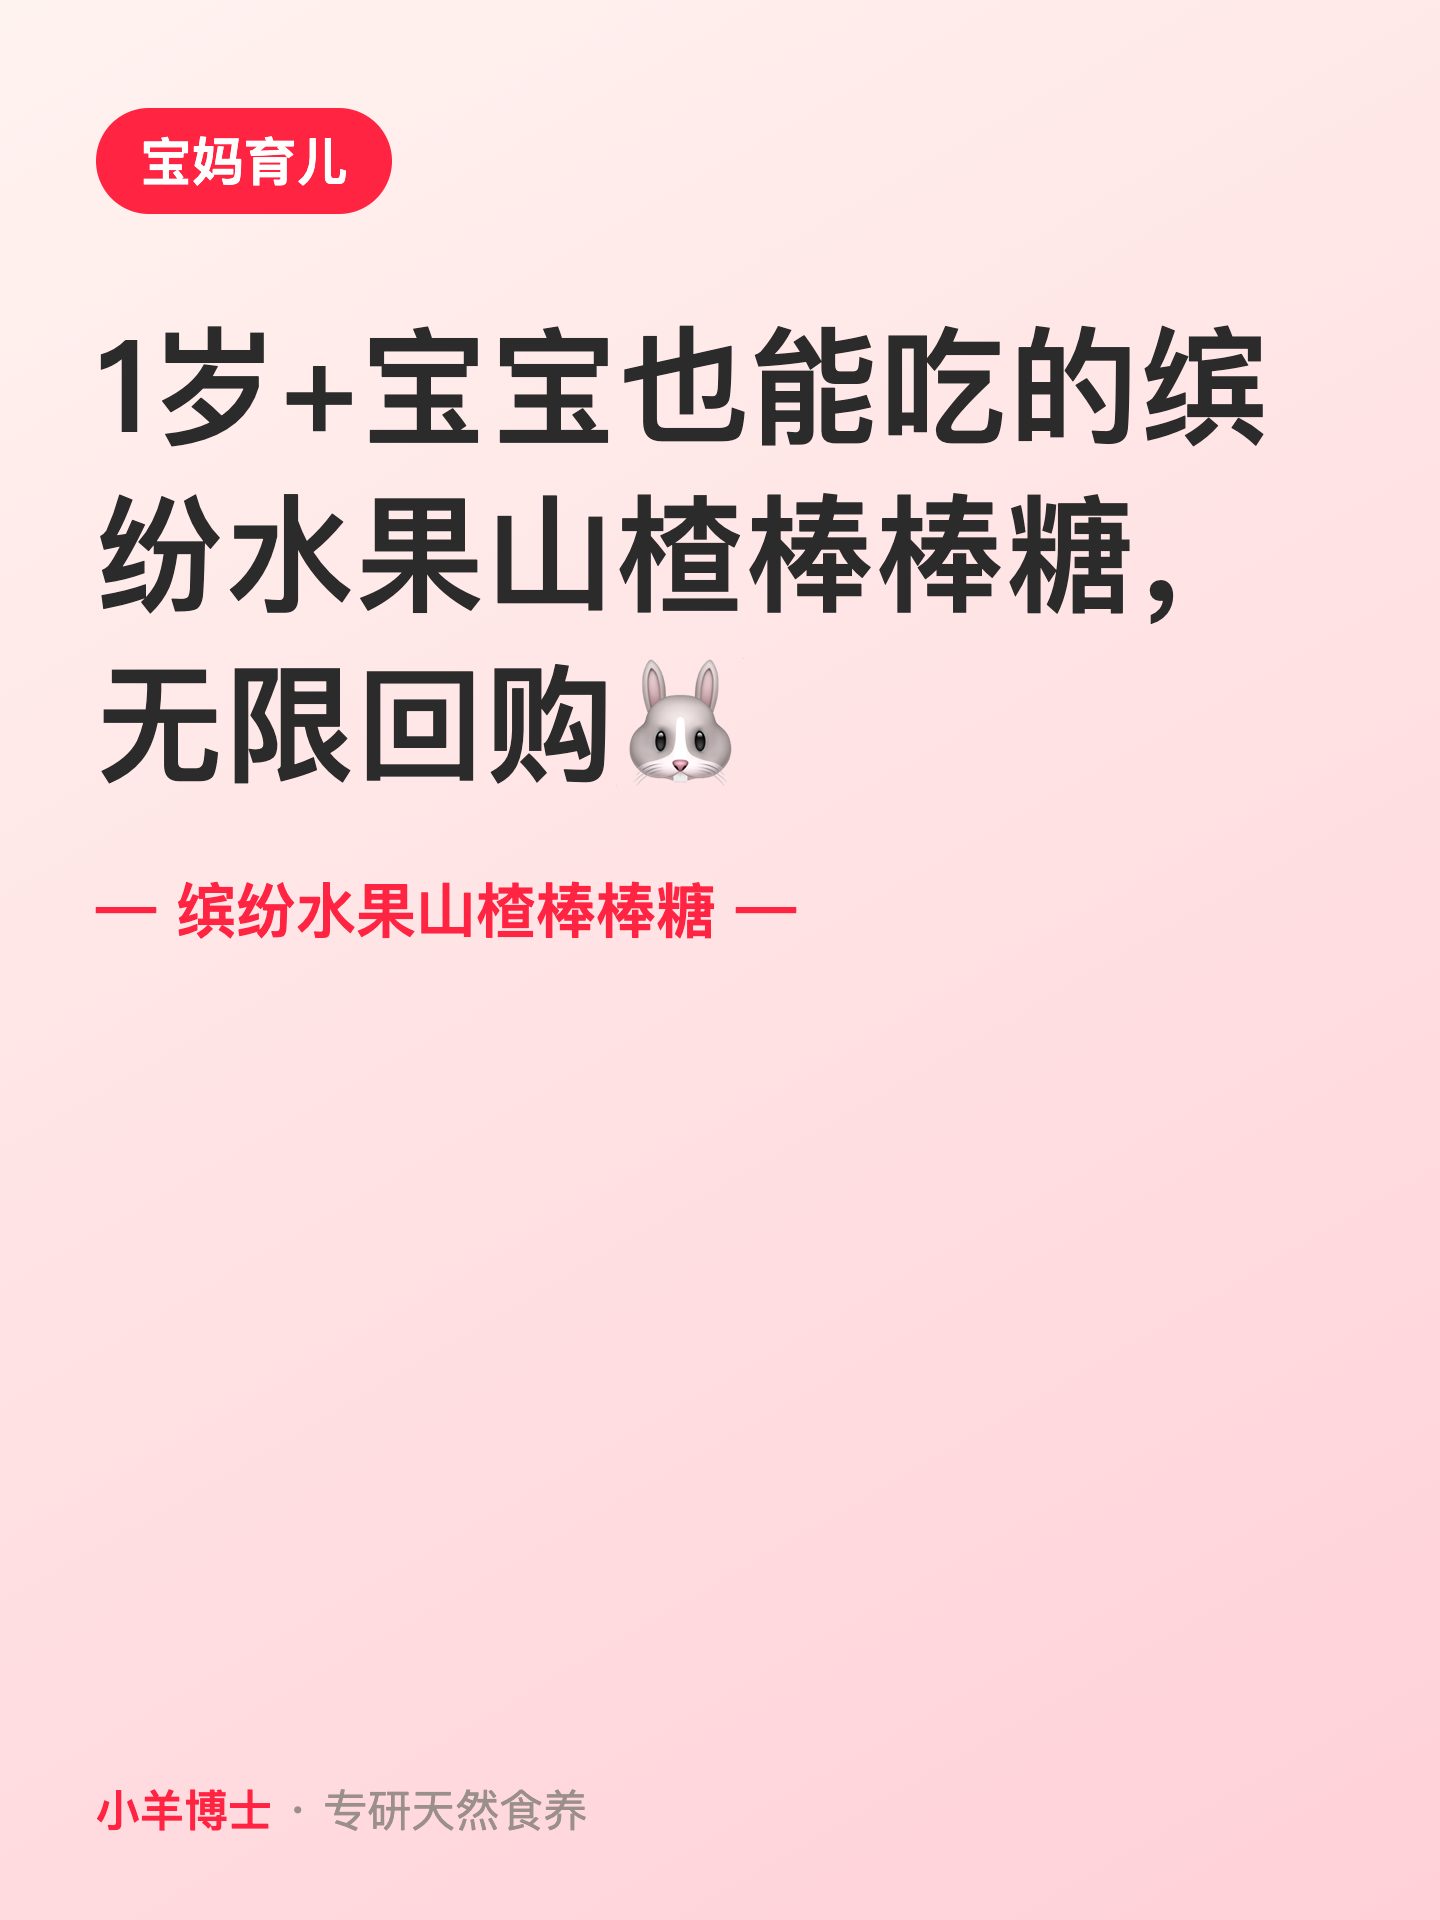 宝妈育儿
1岁+宝宝也能吃的缤
纷水果山楂棒棒糖，
无限回购🐰
— 缤纷水果山楂棒棒糖 —
小羊博士 · 专研天然食养